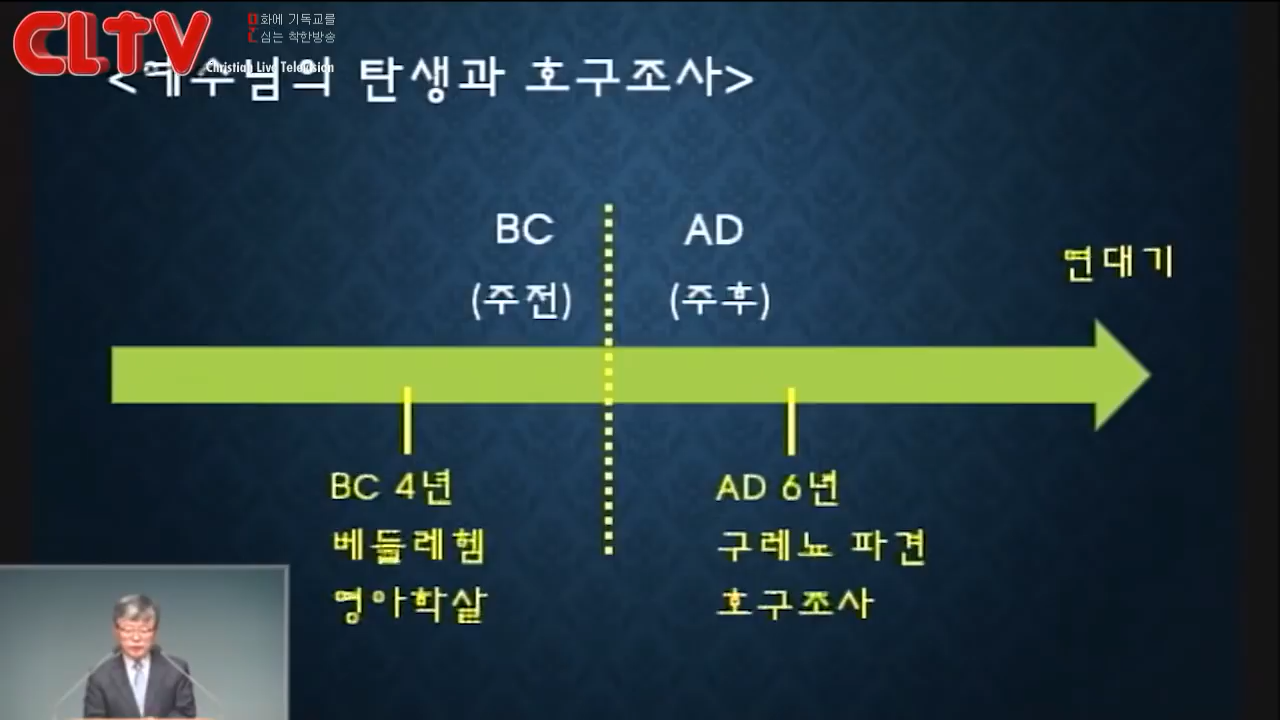 CLTV
문화에 기독교를
심는 착한방송
Christian Live Television
<예수님의 탄생과 호구조사>
BC
AD
(주전)
(주후)
연대기
BC 4년
베들레헴
영아학살
AD 6년
구레뇨 파견
호구조사